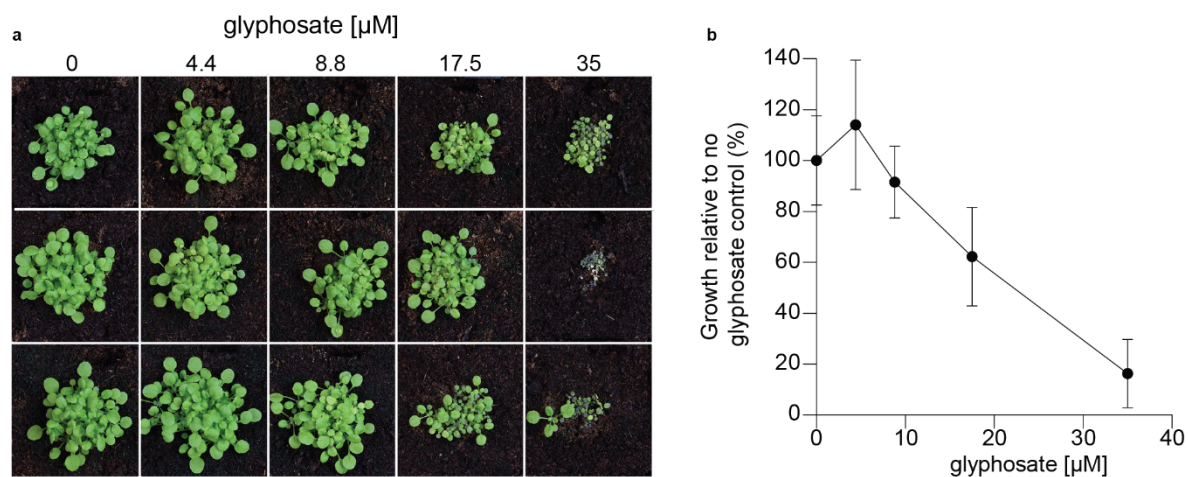 a
glyphosate [µM]
0 4.4 8.8 17.5 35
b
Growth relative to no
glyphosate control (%)
140
120
100
80
60
40
20
0
0 10 20 30 40
glyphosate [µM]